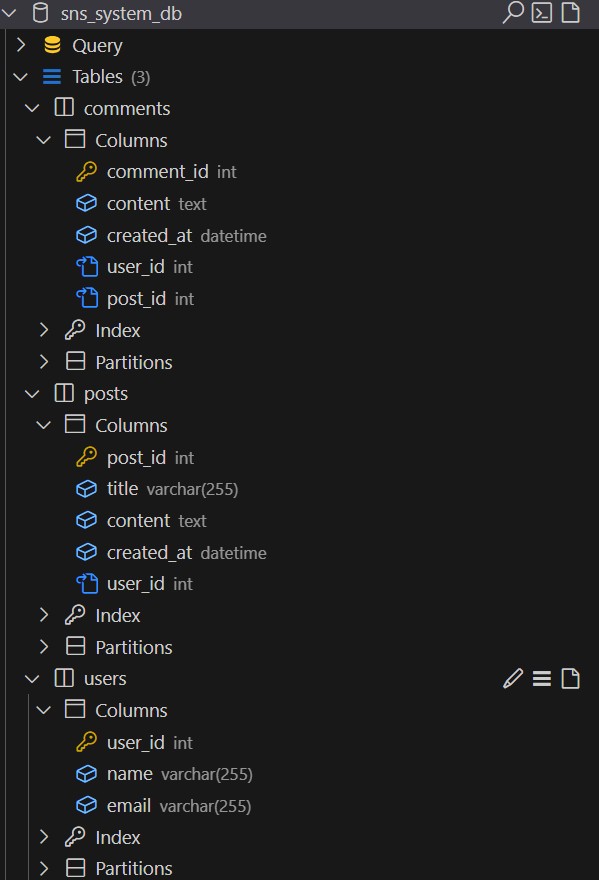 sns_system_db
Query
Tables (3)
comments
Columns
comment_id int
content text
created_at datetime
user_id int
post_id int
Index
Partitions
posts
Columns
post_id int
title varchar(255)
content text
created_at datetime
user_id int
Index
Partitions
users
Columns
user_id int
name varchar(255)
email varchar(255)
Index
Partitions